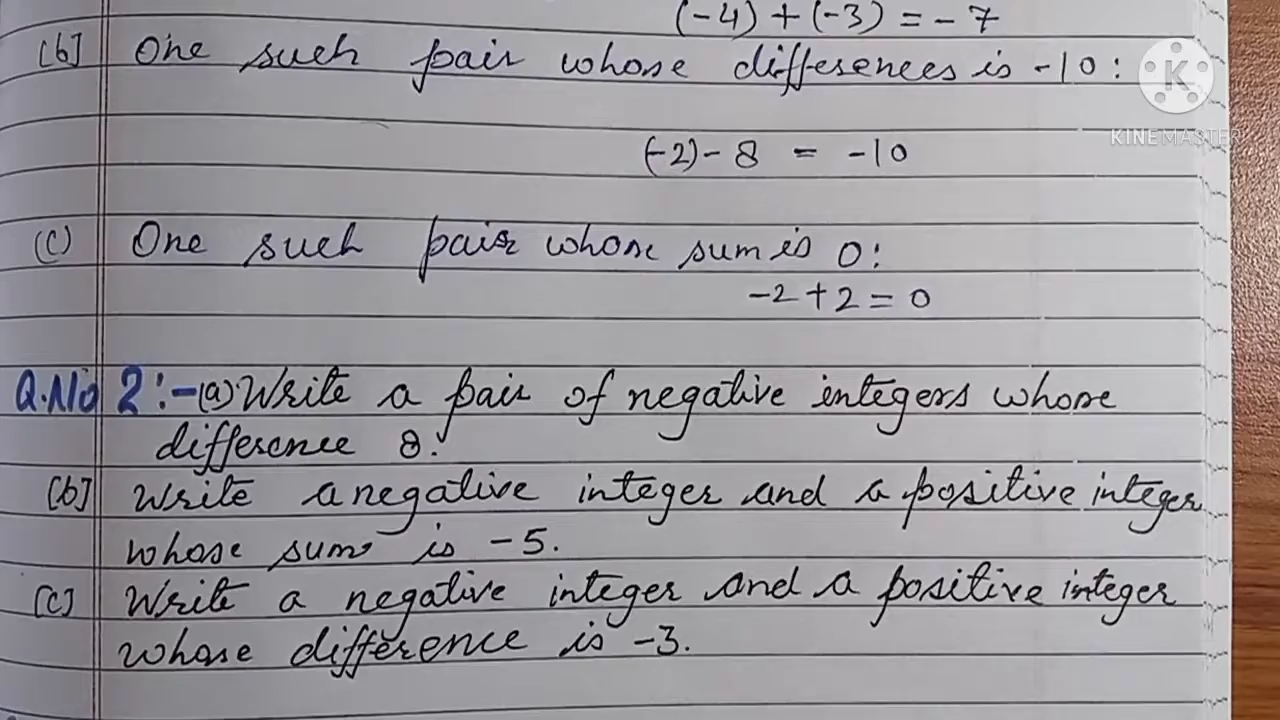 (-4) + (-3) = - 7
(b) One such pair whose differences is -10:
KINEMASTER
(-2) - 8 = -10
(c) One such pair whose sum is 0:
-2 + 2 = 0
Q.No 2:- (a) Write a pair of negative integers whose
difference 8.
(b) Write a negative integer and a positive integer
whose sum is -5.
(c) Write a negative integer and a positive integer
whose difference is -3.